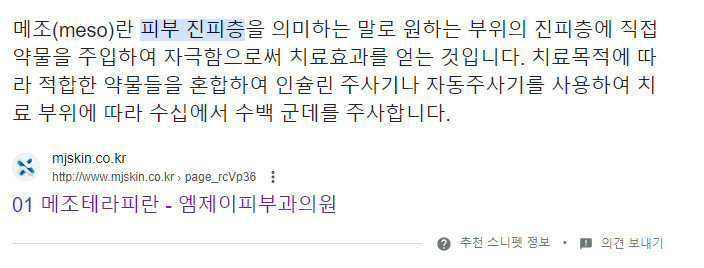 메조(meso)란 피부 진피층을 의미하는 말로 원하는 부위의 진피층에 직접
약물을 주입하여 자극함으로써 치료효과를 얻는 것입니다. 치료목적에 따
라 적합한 약물들을 혼합하여 인슐린 주사기나 자동주사기를 사용하여 치
료 부위에 따라 수십에서 수백 군데를 주사합니다.
mjskin.co.kr
http://www.mjskin.co.kr › page_rcVp36
01 메조테라피란 - 엠제이피부과의원
추천 스니펫 정보 • 의견 보내기